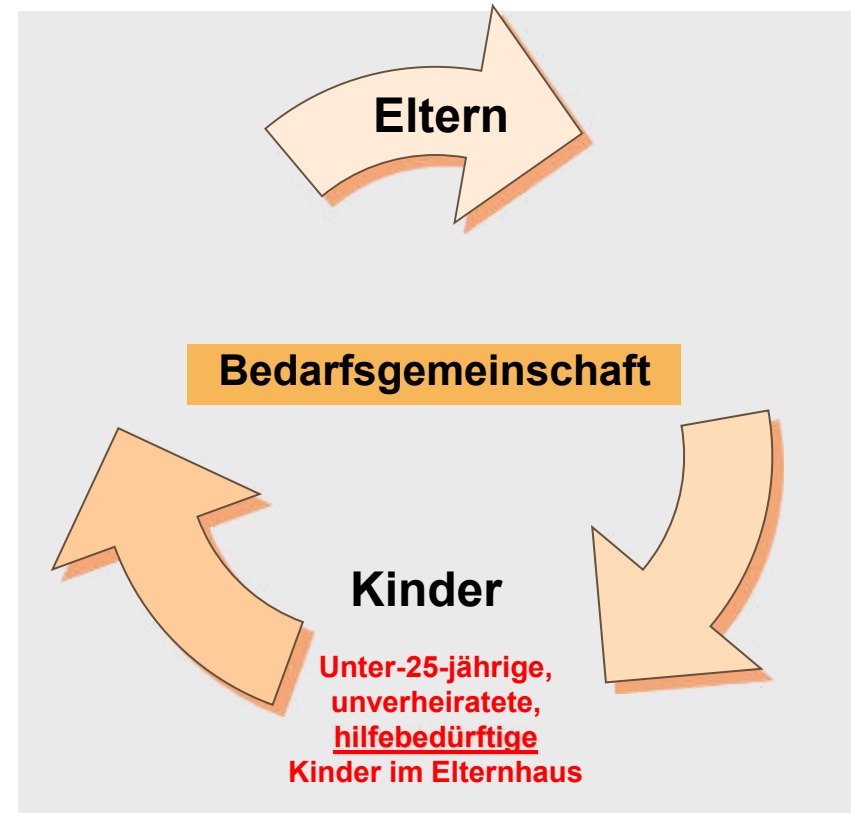 Eltern
Bedarfsgemeinschaft
Kinder
Unter-25-jährige,
unverheiratete,
hilfebedürftige
Kinder im Elternhaus